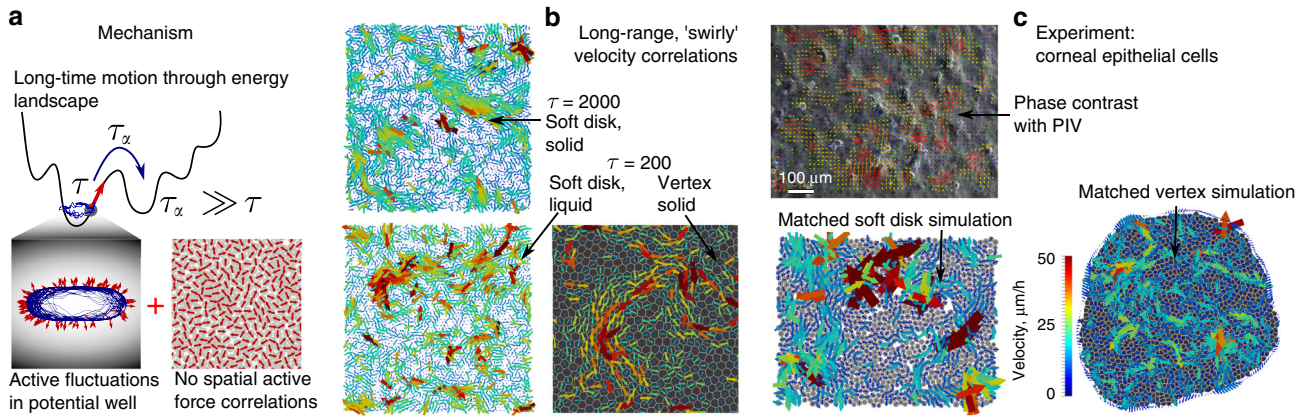 a
Mechanism
Long-time motion through energy
landscape
τα
τ
τα ≫ τ
Active fluctuations
in potential well
+
No spatial active
force correlations
b
Long-range, 'swirly'
velocity correlations
τ = 2000
Soft disk,
solid
τ = 200
Soft disk,
liquid
Vertex
solid
c
Experiment:
corneal epithelial cells
Phase contrast
with PIV
100 μm
Matched soft disk simulation
Matched vertex simulation
Velocity, μm/h
50
25
0